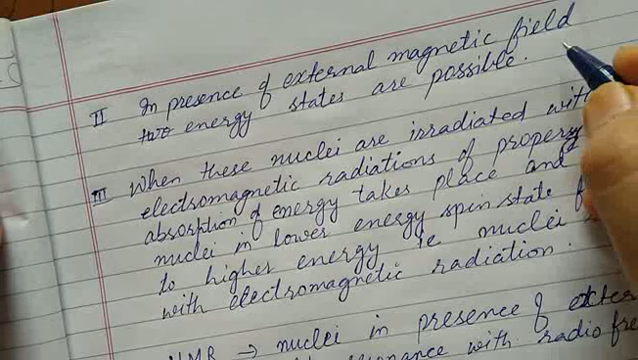 II In presence of external magnetic field
two energy states are possible.
III When these nuclei are irradiated with
electromagnetic radiations of proper
absorption of energy takes place and
nuclei in lower energy spin state
to higher energy ie nuclei
with electromagnetic radiation.
NMR → nuclei in presence of
with radio